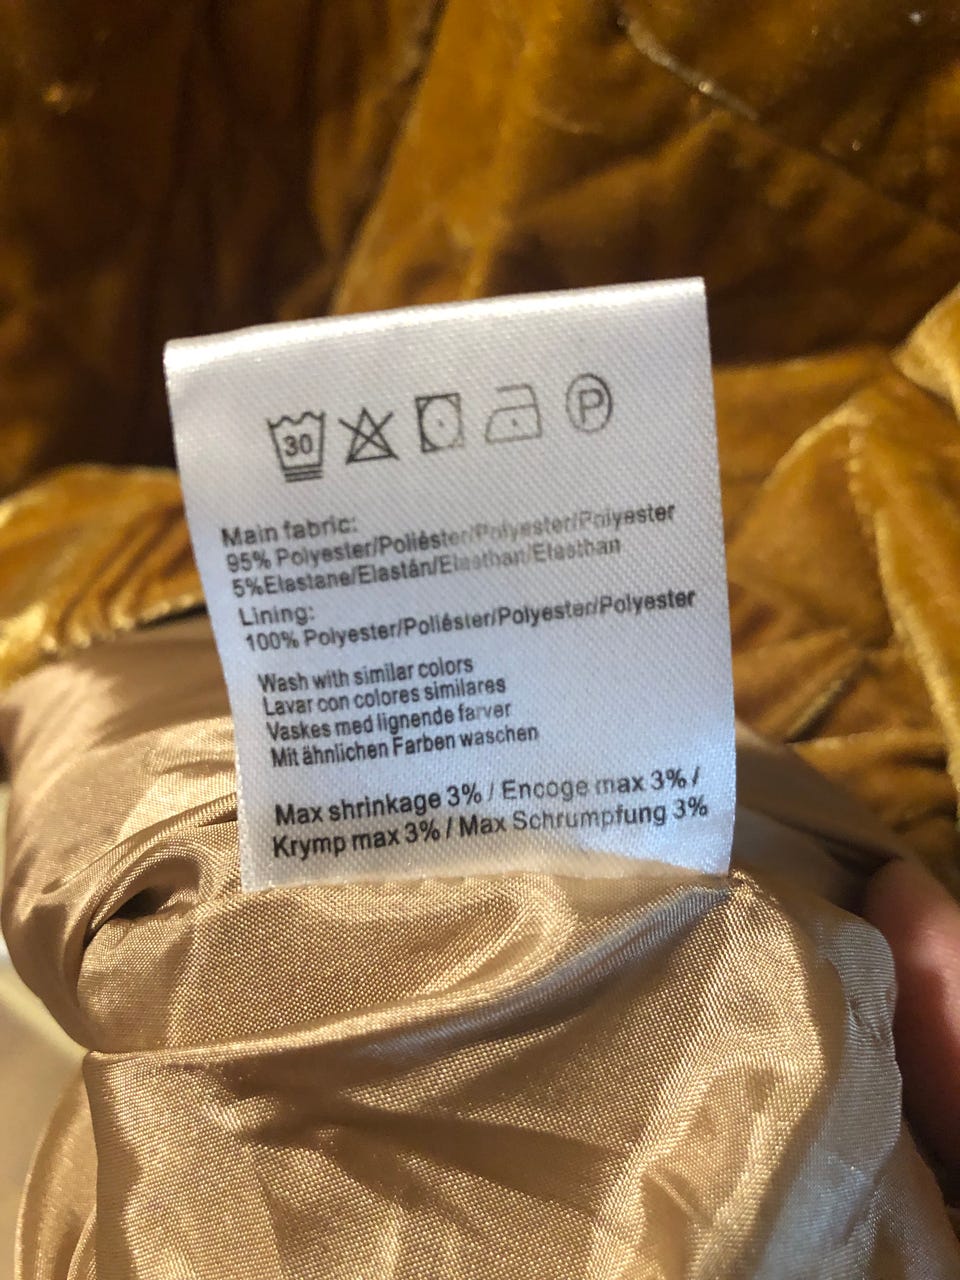 30
P
Main fabric:
95% Polyester/Poliéster/Polyester/Polyester
5%Elastane/Elastán/Elasthan/Elasthan
Lining:
100% Polyester/Poliéster/Polyester/Polyester
Wash with similar colors
Lavar con colores similares
Vaskes med lignende farver
Mit ähnlichen Farben waschen
Max shrinkage 3% / Encoge max 3% /
Krymp max 3% / Max Schrumpfung 3%